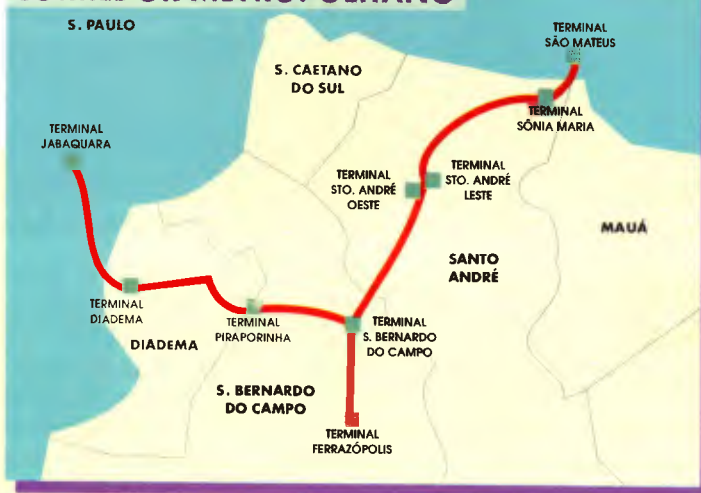 S. PAULO
TERMINAL
SÃO MATEUS
S. CAETANO
DO SUL
TERMINAL
SÔNIA MARIA
TERMINAL
JABAQUARA
TERMINAL
STO. ANDRÉ
OESTE
TERMINAL
STO. ANDRÉ
LESTE
MAUÁ
SANTO
ANDRÉ
TERMINAL
DIADEMA
DIADEMA
TERMINAL
PIRAPORINHA
TERMINAL
S. BERNARDO
DO CAMPO
S. BERNARDO
DO CAMPO
TERMINAL
FERRAZÓPOLIS